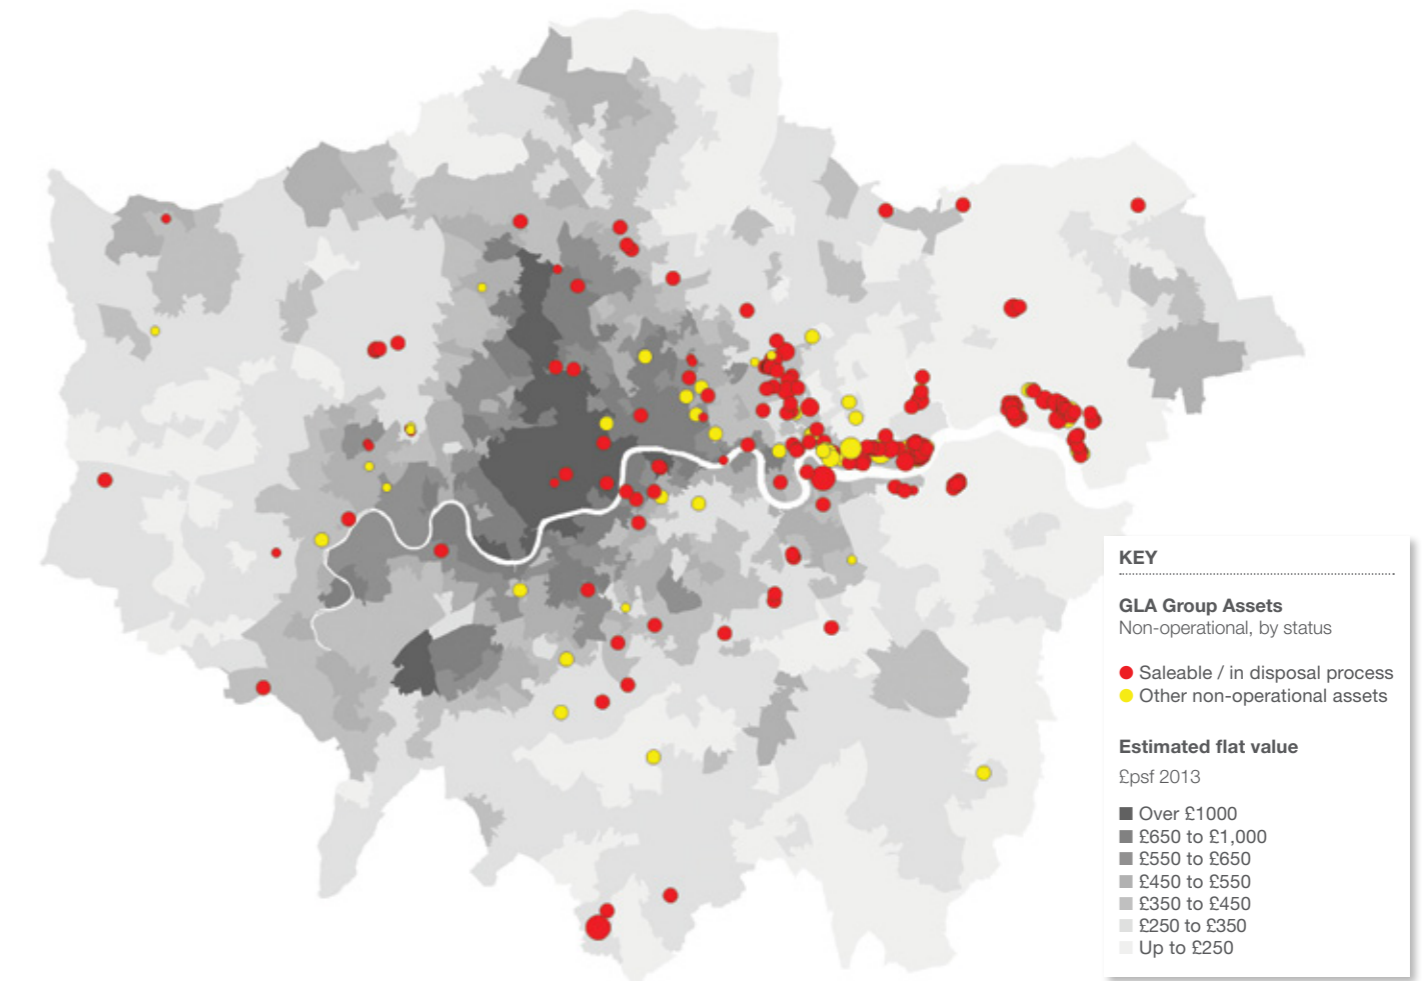 KEY
GLA Group Assets
Non-operational, by status
Saleable / in disposal process
Other non-operational assets
Estimated flat value
£psf 2013
Over £1000
£650 to £1,000
£550 to £650
£450 to £550
£350 to £450
£250 to £350
Up to £250